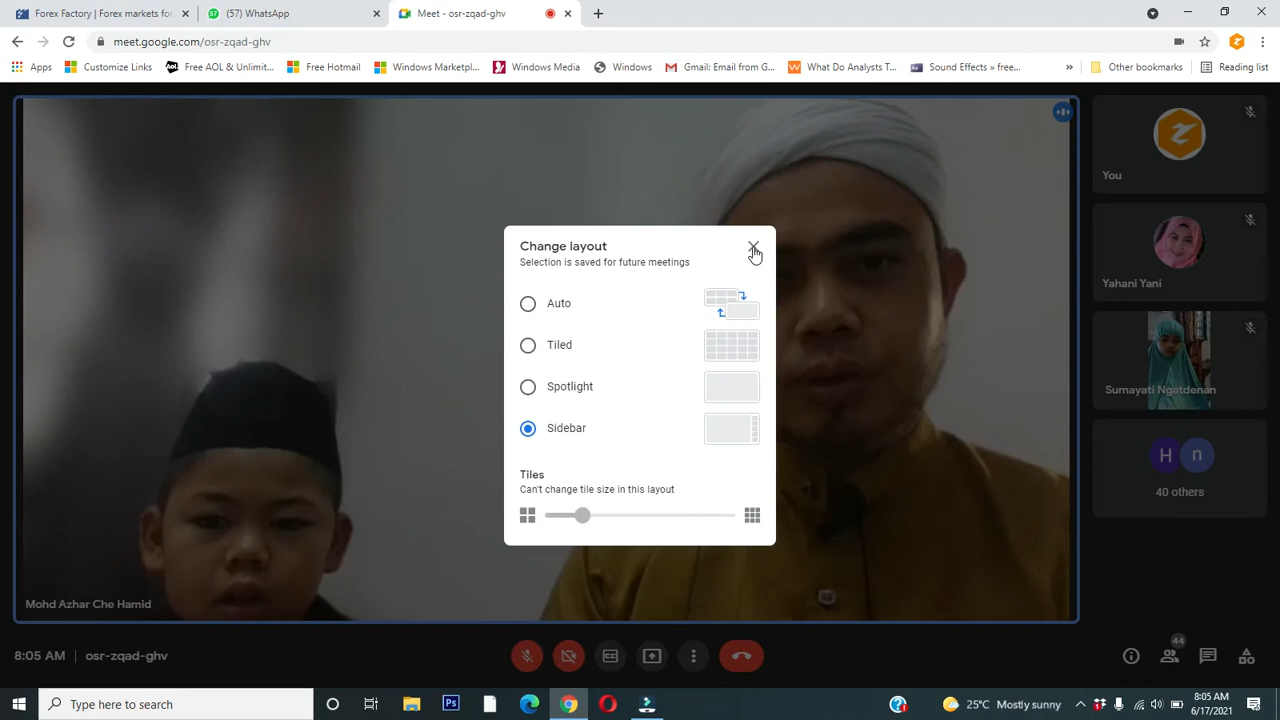 Forex Factory | Forex markets for
(57) WhatsApp
Meet - osr-zqad-ghv
meet.google.com/osr-zqad-ghv
Apps
Customize Links
Free AOL & Unlimit...
Free Hotmail
Windows Marketpl...
Windows Media
Windows
Gmail: Email from G...
What Do Analysts T...
Sound Effects » free...
»
Other bookmarks
Reading list
You
Yahani Yani
Sumayati Ngatdenan
H
n
40 others
Change layout
Selection is saved for future meetings
Auto
Tiled
Spotlight
Sidebar
Tiles
Can't change tile size in this layout
Mohd Azhar Che Hamid
8:05 AM | osr-zqad-ghv
44
Type here to search
Ps
25°C Mostly sunny
8:05 AM
6/17/2021